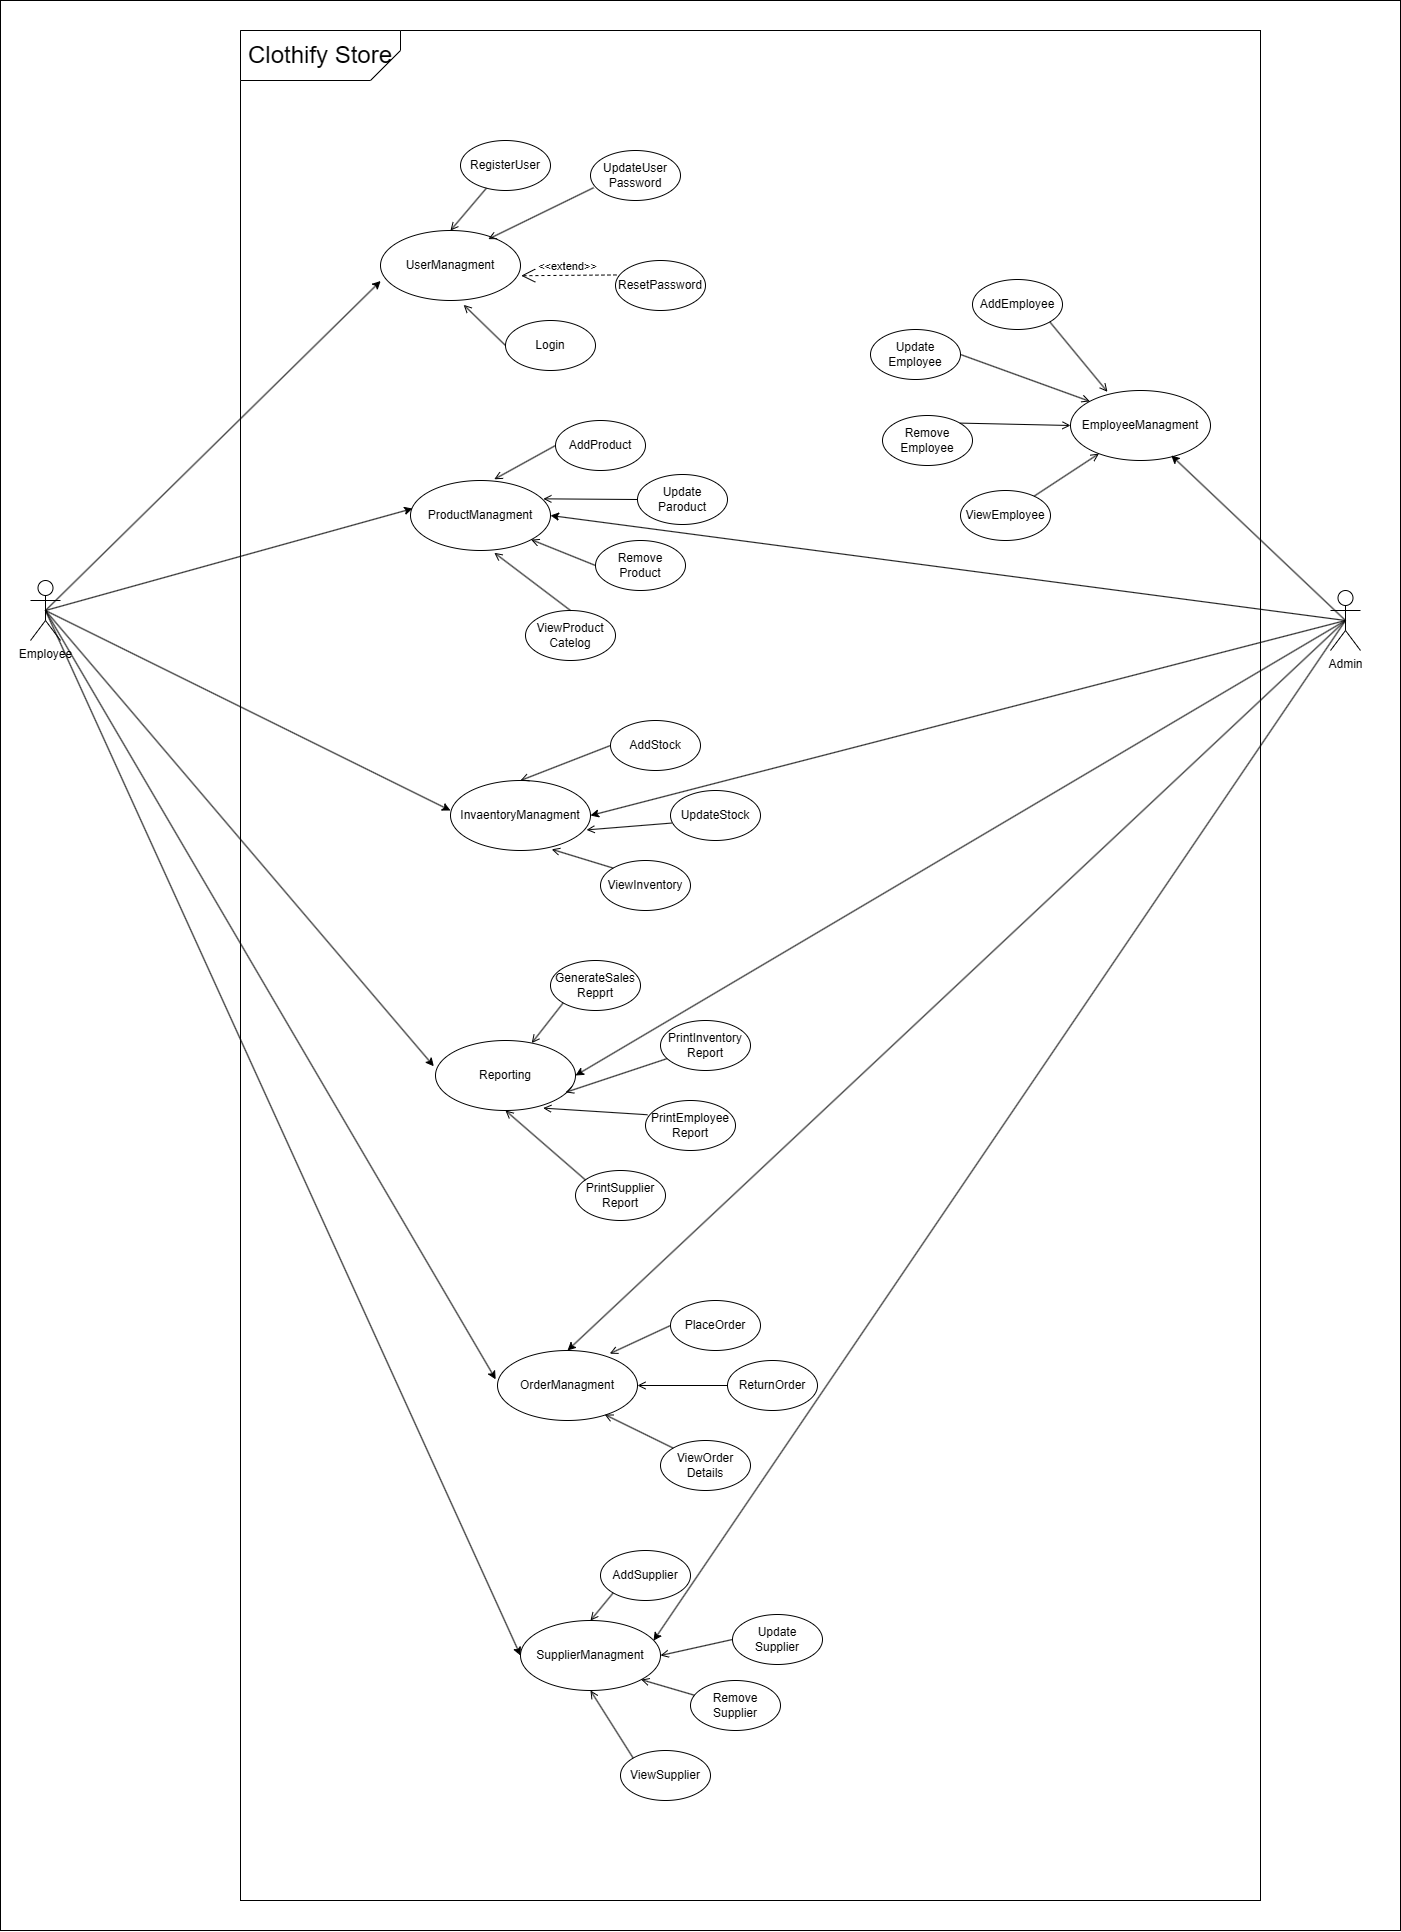 Clothify Store
RegisterUser
UpdateUser
Password
UserManagment
<<extend>>
ResetPassword
Login
AddEmployee
Update
Employee
EmployeeManagment
Remove
Employee
ViewEmployee
AddProduct
Update
Paroduct
ProductManagment
Remove
Product
ViewProduct
Catelog
Employee
Admin
AddStock
InvaentoryManagment
UpdateStock
ViewInventory
GenerateSales
Repprt
PrintInventory
Report
Reporting
PrintEmployee
Report
PrintSupplier
Report
PlaceOrder
OrderManagment
ReturnOrder
ViewOrder
Details
AddSupplier
Update
Supplier
SupplierManagment
Remove
Supplier
ViewSupplier